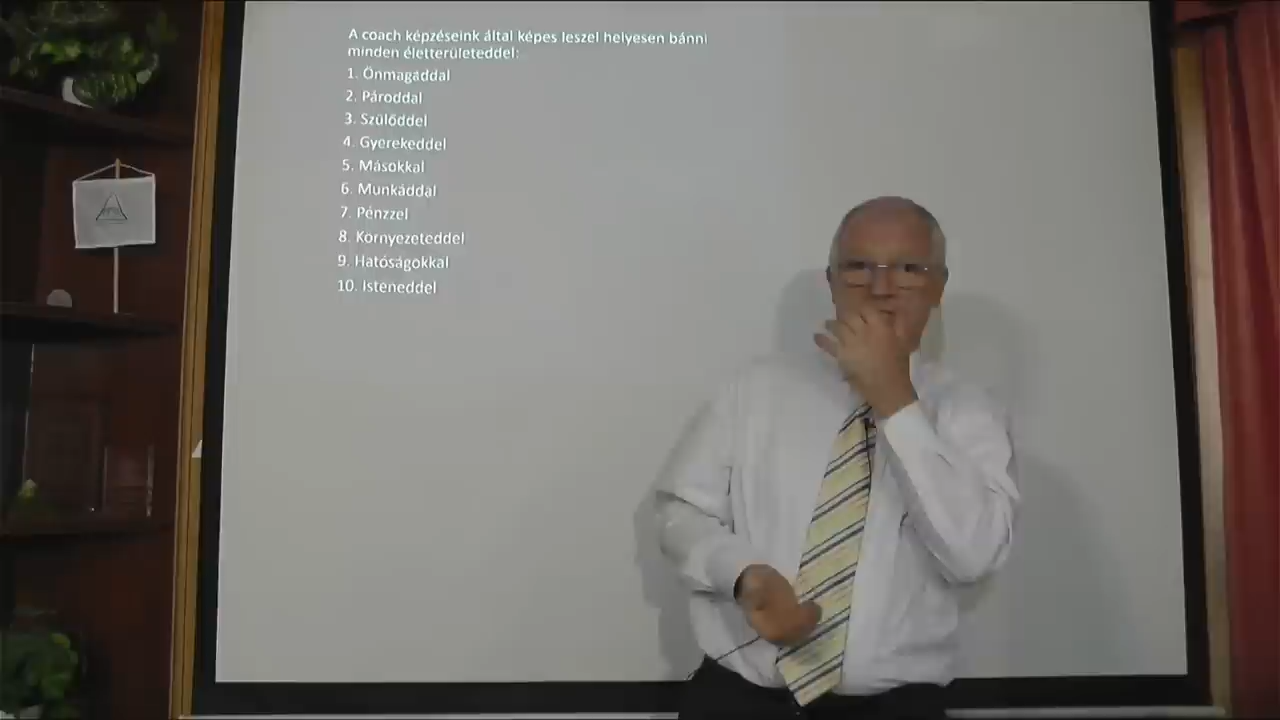 A coach képzéseink által képes leszel helyesen bánni
minden életterületeddel:
1. Önmagáddal
2. Pároddal
3. Szülőddel
4. Gyerekeddel
5. Másokkal
6. Munkáddal
7. Pénzzel
8. Környezeteddel
9. Hatóságokkal
10. Isteneddel